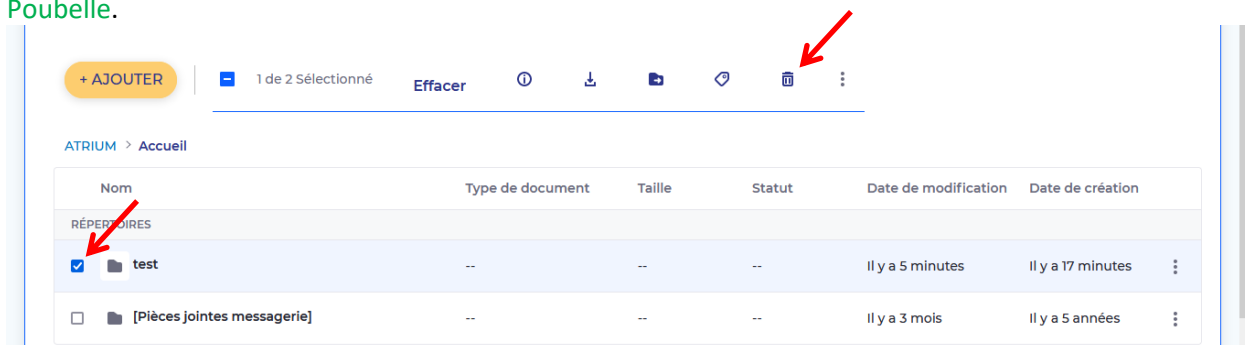 Poubelle.
+ AJOUTER 1 de 2 Sélectionné Effacer
ATRIUM > Accueil
Nom Type de document Taille Statut Date de modification Date de création
RÉPERTOIRES
test -- -- -- Il y a 5 minutes Il y a 17 minutes
[Pièces jointes messagerie] -- -- -- Il y a 3 mois Il y a 5 années